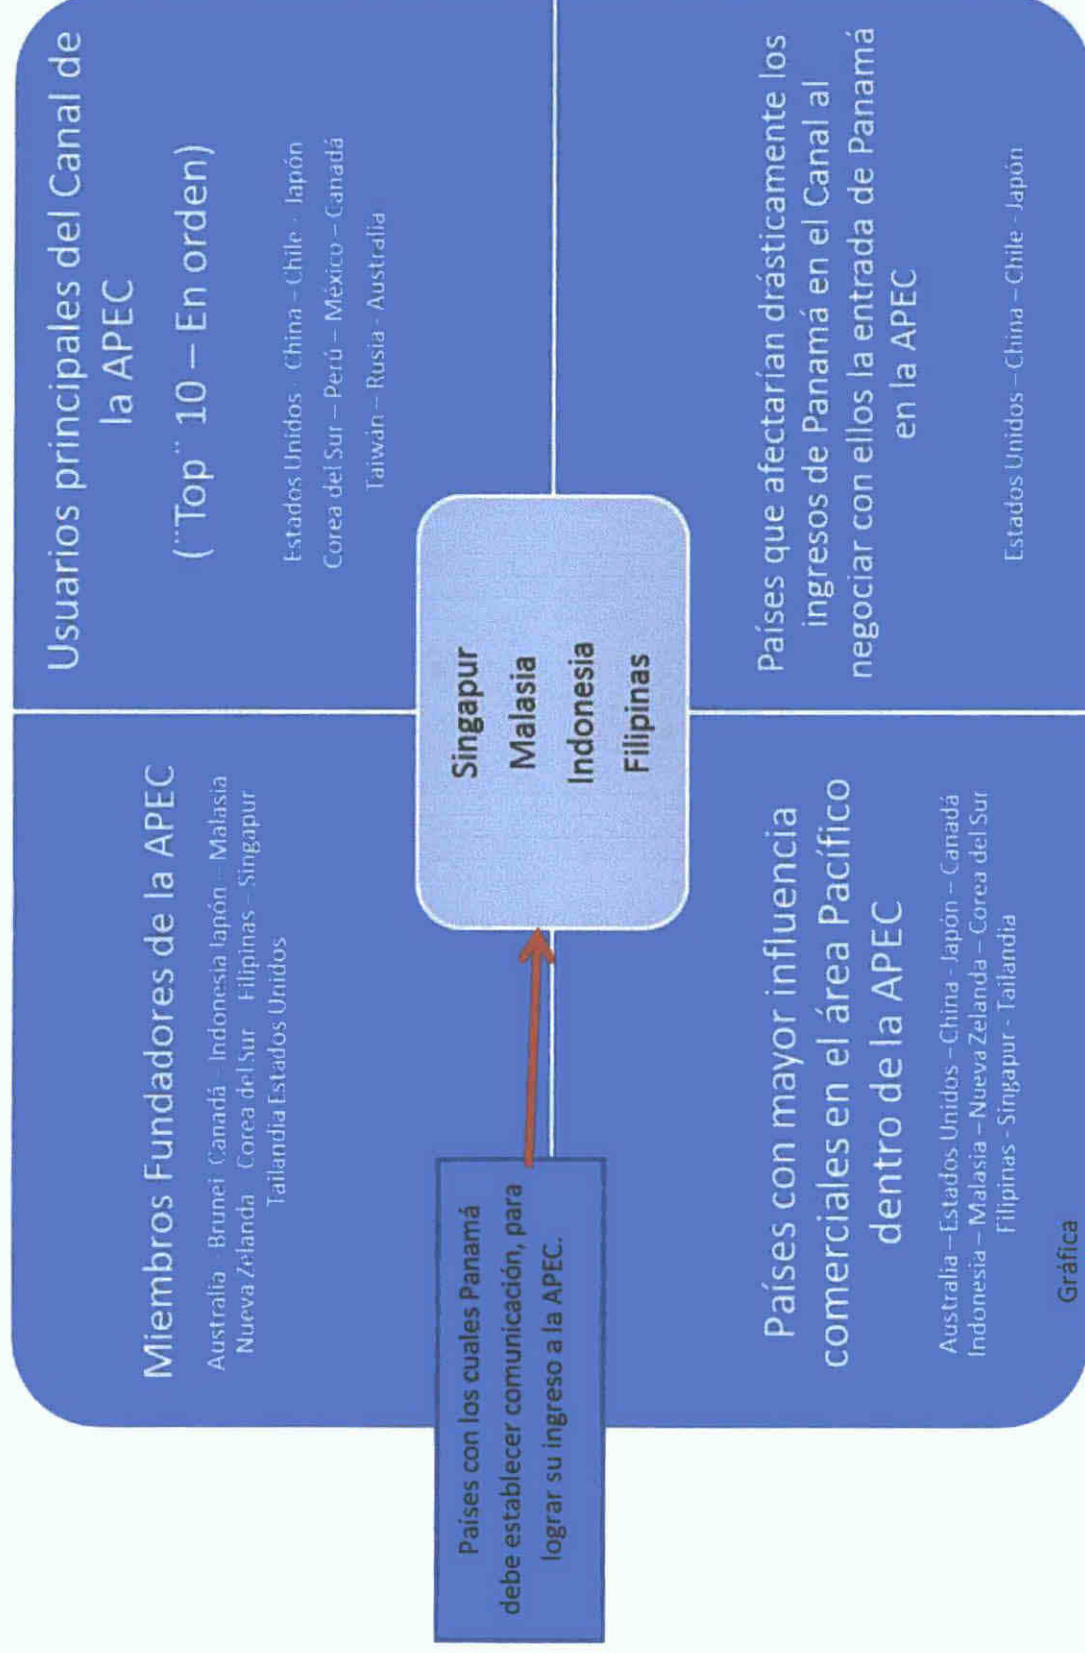 Miembros Fundadores de la APEC
Australia - Brunei Canadá - Indonesia Japón - Malasia
Nueva Zelanda Corea del Sur Filipinas - Singapur
Tailandia Estados Unidos
Usuarios principales del Canal de
la APEC
(¨Top¨ 10 – En orden)
Estados Unidos - China – Chile - Japón
Corea del Sur – Perú – México – Canadá
Taiwán – Rusia - Australia
Países con los cuales Panamá
debe establecer comunicación, para
lograr su ingreso a la APEC.
Singapur
Malasia
Indonesia
Filipinas
Países con mayor influencia
comerciales en el área Pacífico
dentro de la APEC
Australia – Estados Unidos – China - Japón – Canadá
Indonesia – Malasia – Nueva Zelanda – Corea del Sur
Filipinas - Singapur - Tailandia
Países que afectarían drásticamente los
ingresos de Panamá en el Canal al
negociar con ellos la entrada de Panamá
en la APEC
Estados Unidos – China – Chile - Japón
Gráfica